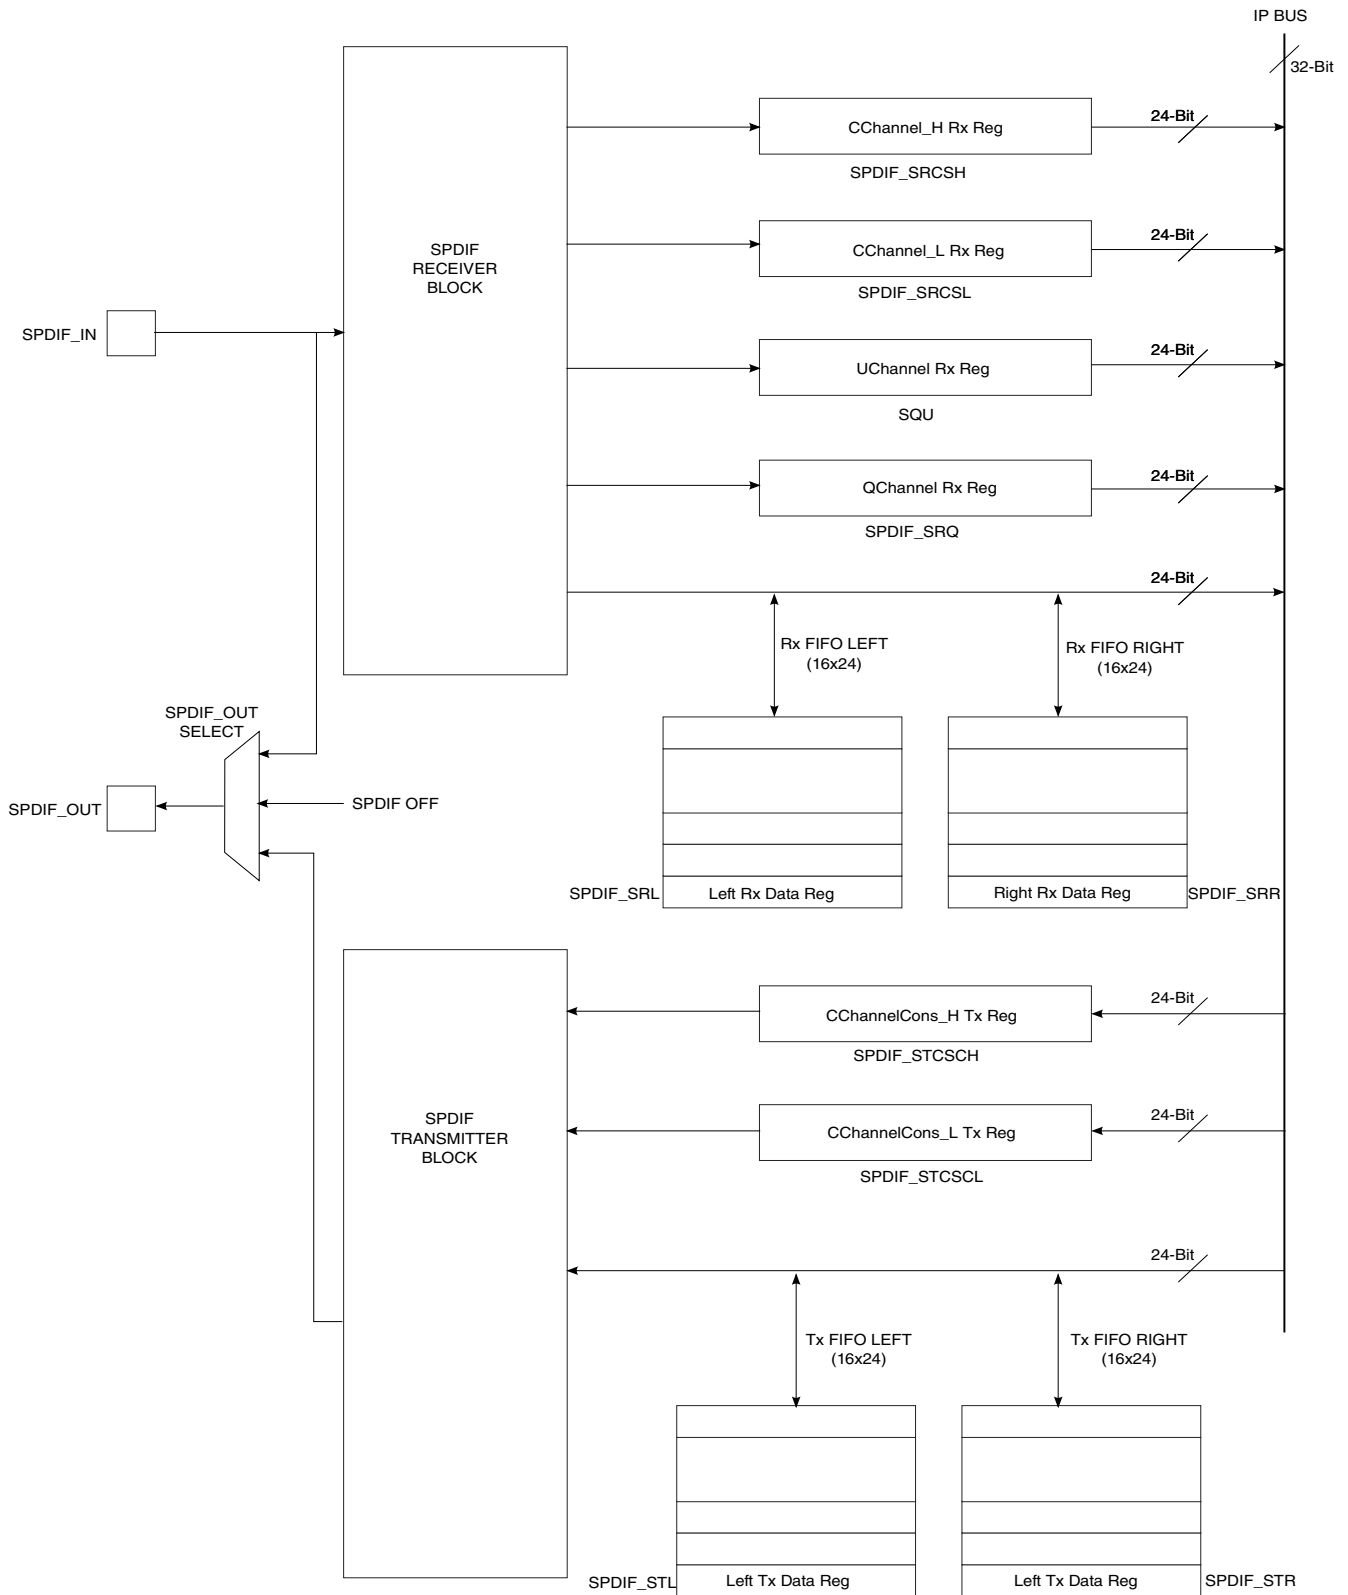 IP BUS
32-Bit
24-Bit
CChannel_H Rx Reg
SPDIF_SRCSH
24-Bit
CChannel_L Rx Reg
SPDIF_SRCSL
SPDIF
RECEIVER
BLOCK
SPDIF_IN
24-Bit
UChannel Rx Reg
SQU
24-Bit
QChannel Rx Reg
SPDIF_SRQ
24-Bit
Rx FIFO LEFT
(16x24)
Rx FIFO RIGHT
(16x24)
SPDIF_OUT
SELECT
SPDIF_OUT
SPDIF OFF
SPDIF_SRL
Left Rx Data Reg
Right Rx Data Reg
SPDIF_SRR
24-Bit
CChannelCons_H Tx Reg
SPDIF_STCSCH
SPDIF
TRANSMITTER
BLOCK
24-Bit
CChannelCons_L Tx Reg
SPDIF_STCSCL
24-Bit
Tx FIFO LEFT
(16x24)
Tx FIFO RIGHT
(16x24)
SPDIF_STL
Left Tx Data Reg
Left Tx Data Reg
SPDIF_STR